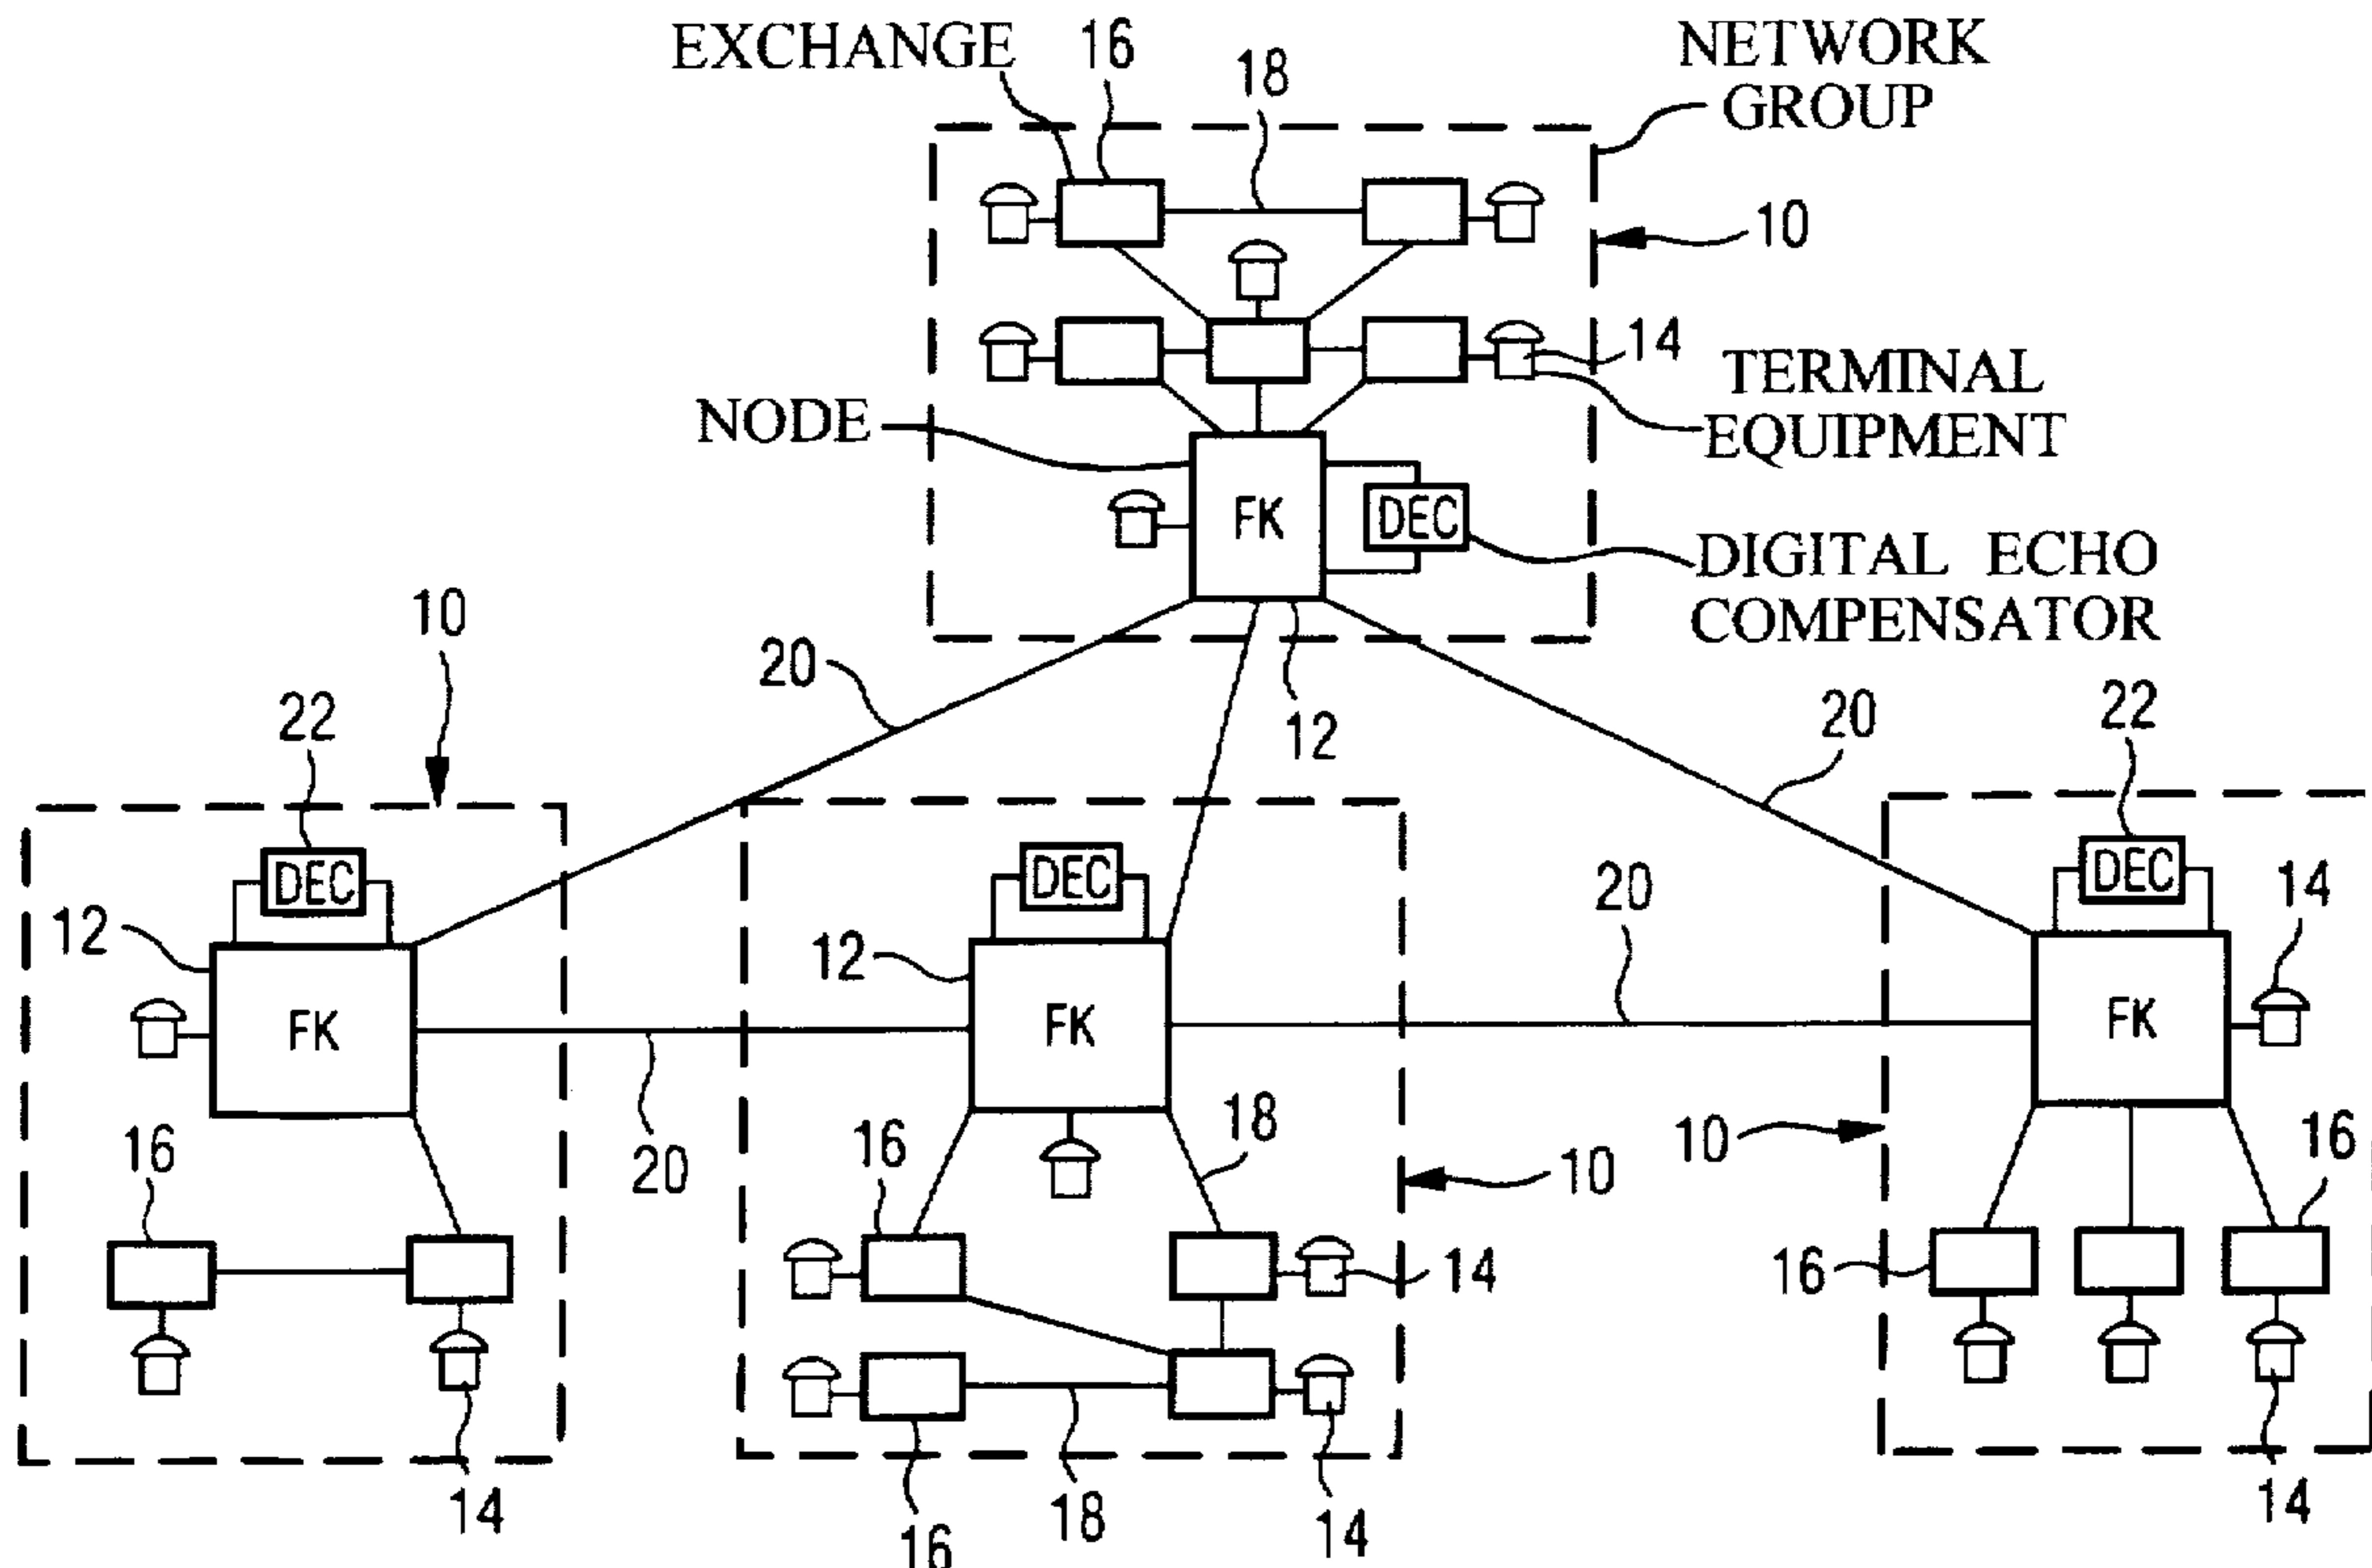 EXCHANGE
16
18
NETWORK
GROUP
10
14
TERMINAL
EQUIPMENT
NODE
FK
DEC
DIGITAL ECHO
COMPENSATOR
10
20
12
20
22
22
DEC
DEC
DEC
20
14
12
12
FK
FK
FK
16
20
16
18
10
10
16
14
16
14
16
18
14
14